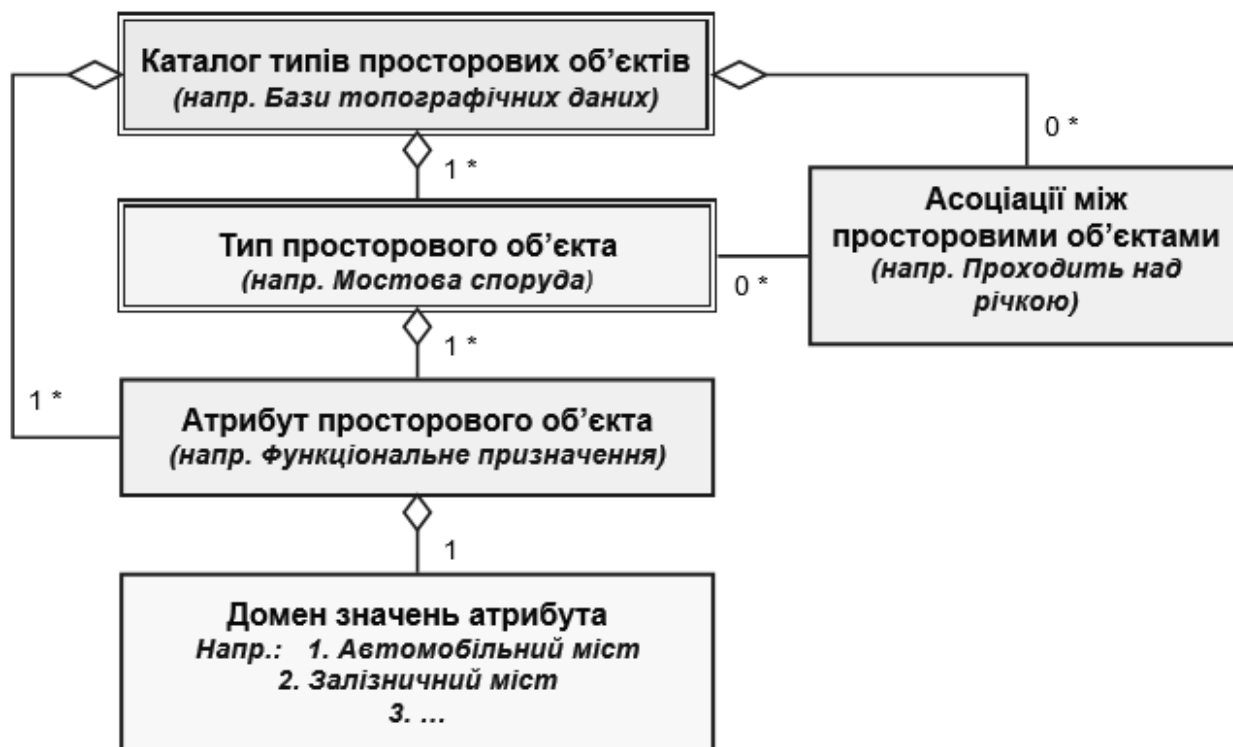 Каталог типів просторових об’єктів
(напр. Бази топографічних даних)
0 *
1 *
Асоціації між
просторовими об’єктами
(напр. Проходить над
річкою)
Тип просторового об’єкта
(напр. Мостова споруда)
0 *
1 *
1 *
Атрибут просторового об’єкта
(напр. Функціональне призначення)
1
Домен значень атрибута
Напр.: 1. Автомобільний міст
2. Залізничний міст
3. ...